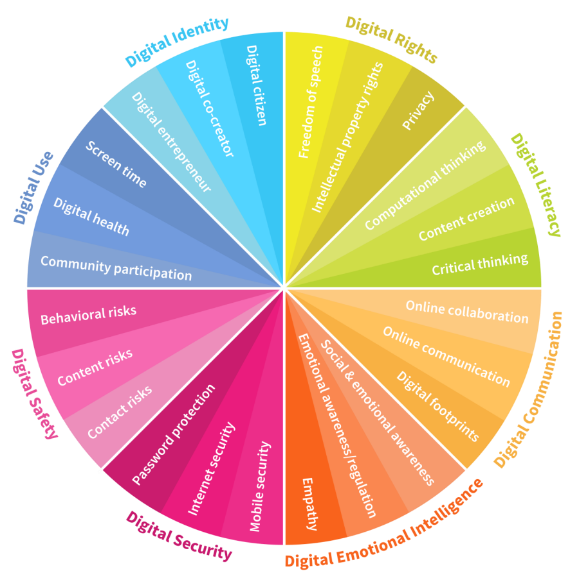 Digital Identity
Digital citizen
Digital co-creator
Digital entrepreneur
Digital Rights
Freedom of speech
Intellectual property rights
Privacy
Digital Literacy
Computational thinking
Content creation
Critical thinking
Digital Communication
Online collaboration
Online communication
Digital footprints
Digital Emotional Intelligence
Social & emotional awareness
Emotional awareness/regulation
Empathy
Digital Security
Mobile security
Internet security
Password protection
Digital Safety
Contact risks
Content risks
Behavioral risks
Digital Use
Community participation
Digital health
Screen time